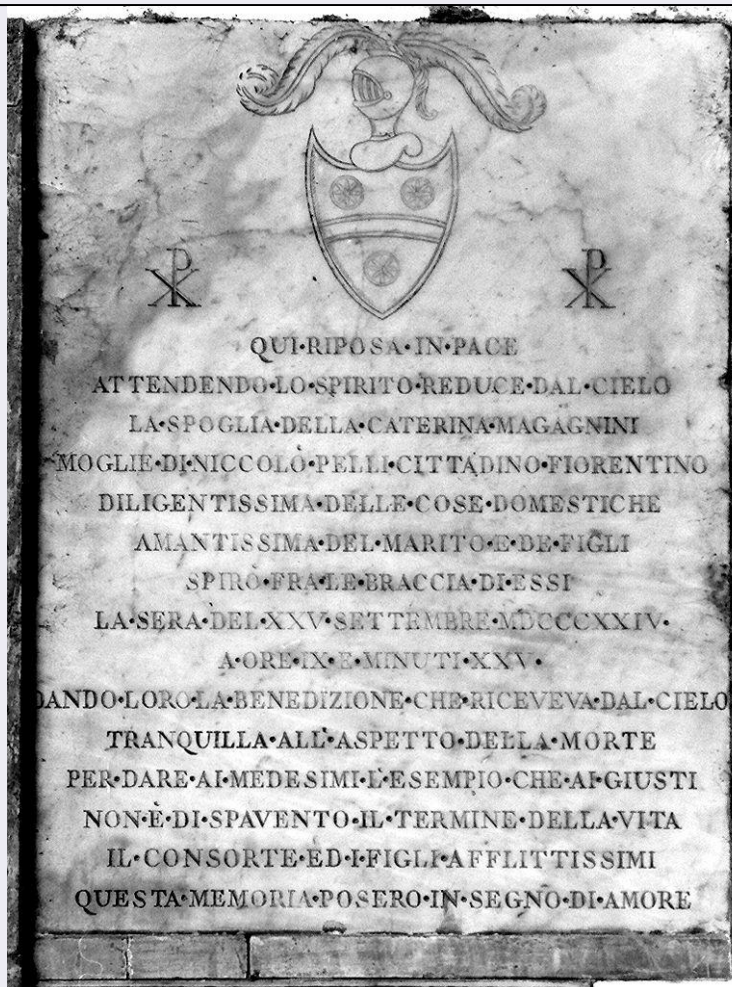 QUI·RIPOSA·IN·PACE
ATTENDENDO·LO·SPIRITO·REDUCE·DAL·CIELO
LA·SPOGLIA·DELLA·CATERINA·MAGAGNINI
MOGLIE·DI·NICCOLÒ·PELLI·CITTADINO·FIORENTINO
DILIGENTISSIMA·DELLE·COSE·DOMESTICHE
AMANTISSIMA·DEL·MARITO·E·DE·FIGLI
SPIRÒ·FRA·LE·BRACCIA·DI·ESSI
LA·SERA·DEL·XXV·SETTEMBRE·MDCCCXXIV·
A·ORE·IX·E·MINUTI·XXV·
DANDO·LORO·LA·BENEDIZIONE·CHE·RICEVEVA·DAL·CIELO
TRANQUILLA·ALL'ASPETTO·DELLA·MORTE
PER·DARE·AI·MEDESIMI·L'ESEMPIO·CHE·AI·GIUSTI
NON·È·DI·SPAVENTO·IL·TERMINE·DELLA·VITA
IL·CONSORTE·ED·I·FIGLI·AFFLITTISSIMI
QUESTA·MEMORIA·POSERO·IN·SEGNO·DI·AMORE